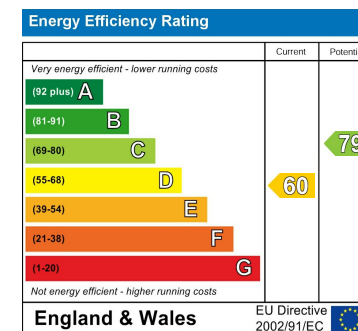 Energy Efficiency Rating
Current
Very energy efficient - lower running costs
(92 plus) A
(81-91) B
(69-80) C
79
(55-68) D
60
(39-54) E
(21-38) F
(1-20) G
Not energy efficient - higher running costs
England & Wales
EU Directive
2002/91/EC